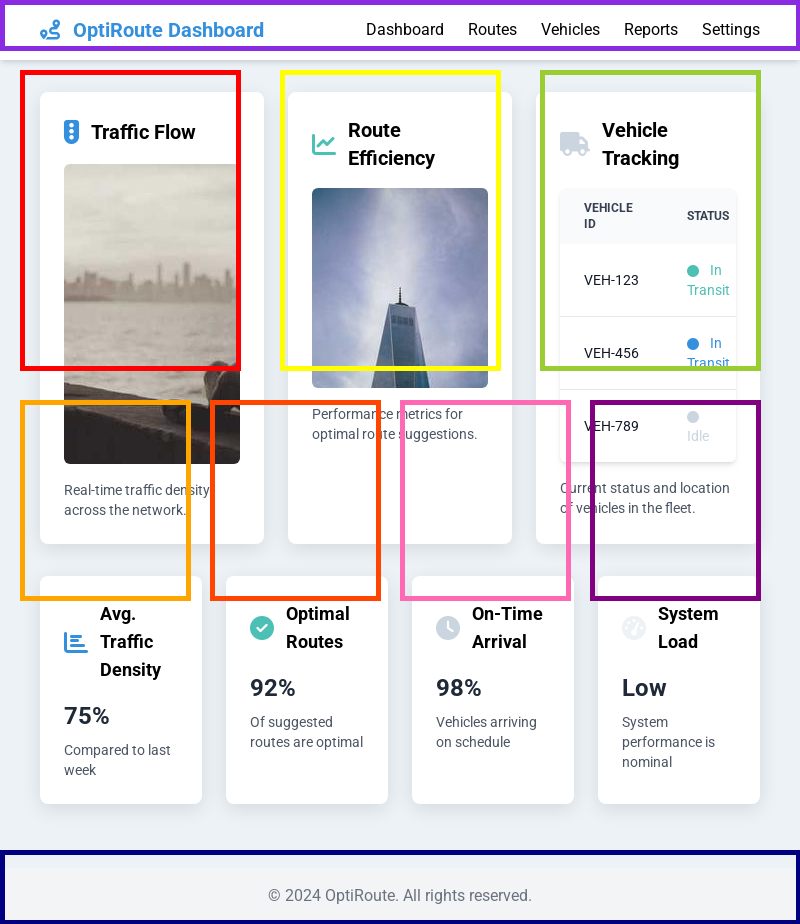 OptiRoute Dashboard
Dashboard Routes Vehicles Reports Settings
Traffic Flow
Real-time traffic density
across the network.
Route
Efficiency
Performance metrics for
optimal route suggestions.
Vehicle
Tracking
VEHICLE
ID
STATUS
VEH-123
In
Transit
VEH-456
In
Transit
VEH-789
Idle
Current status and location
of vehicles in the fleet.
Avg.
Traffic
Density
75%
Compared to last
week
Optimal
Routes
92%
Of suggested
routes are optimal
On-Time
Arrival
98%
Vehicles arriving
on schedule
System
Load
Low
System
performance is
nominal
© 2024 OptiRoute. All rights reserved.